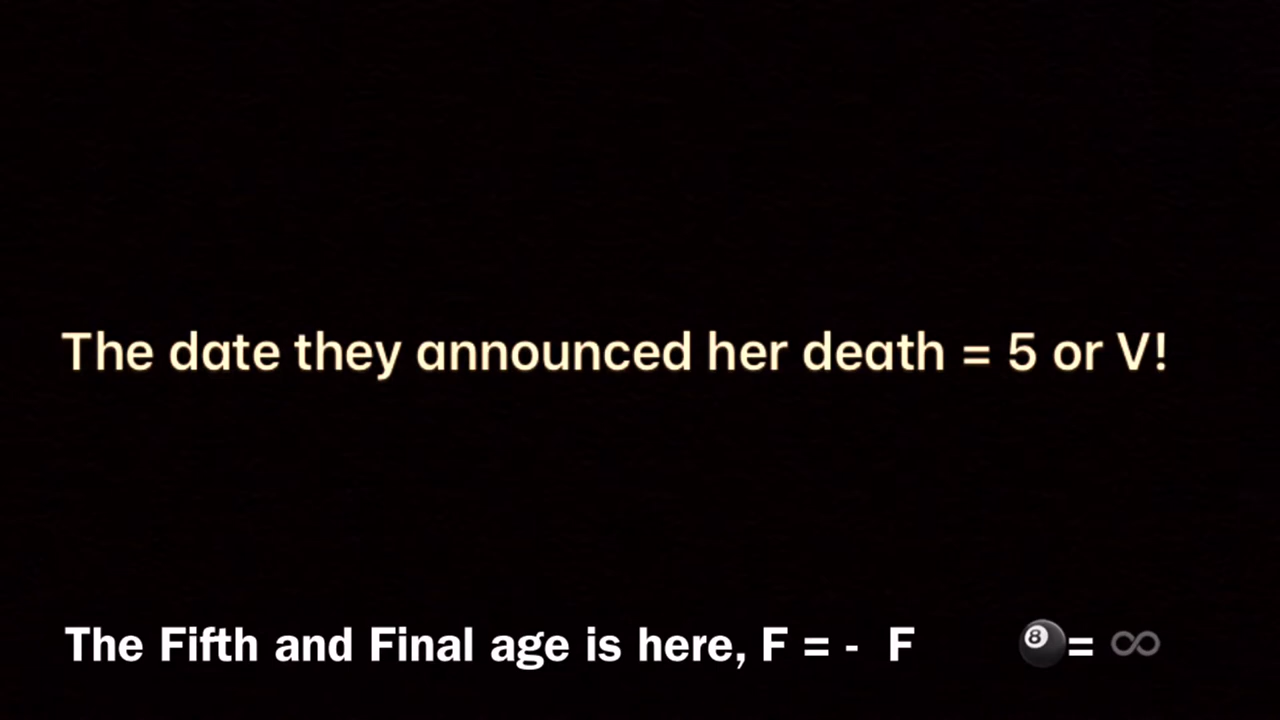 The date they announced her death = 5 or V!
The Fifth and Final age is here, F = - F 🎱= ∞